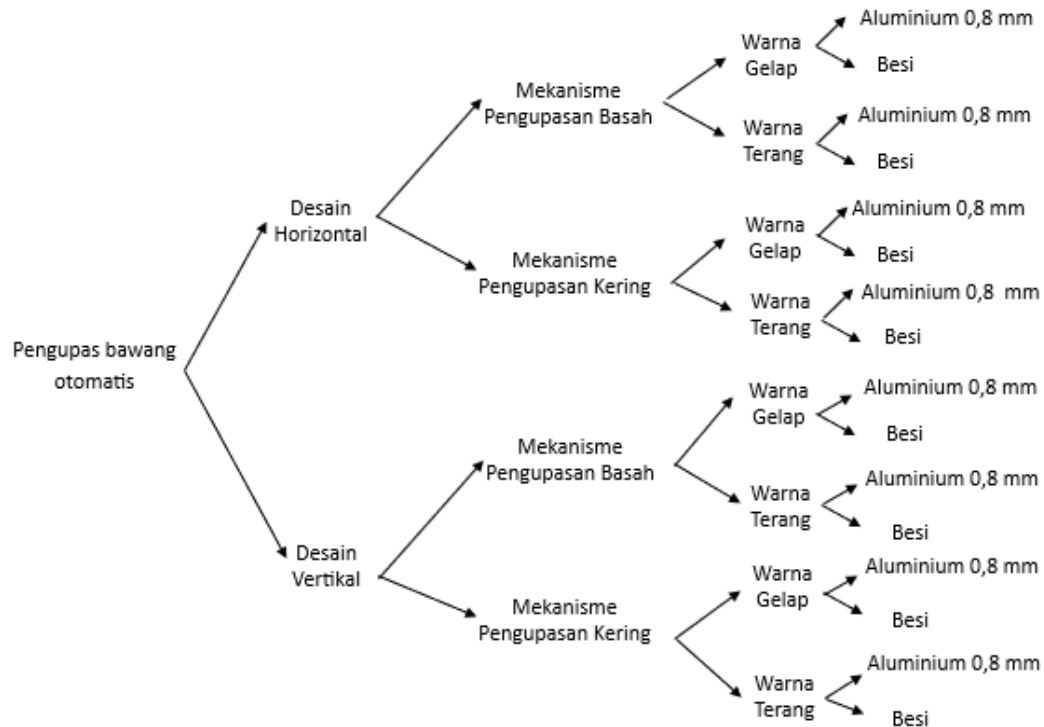 Pengupas bawang
otomatis
Desain
Horizontal
Mekanisme
Pengupasan Basah
Warna
Gelap
Aluminium 0,8 mm
Besi
Warna
Terang
Aluminium 0,8 mm
Besi
Mekanisme
Pengupasan Kering
Warna
Gelap
Aluminium 0,8 mm
Besi
Warna
Terang
Aluminium 0,8 mm
Besi
Desain
Vertikal
Mekanisme
Pengupasan Basah
Warna
Gelap
Aluminium 0,8 mm
Besi
Warna
Terang
Aluminium 0,8 mm
Besi
Mekanisme
Pengupasan Kering
Warna
Gelap
Aluminium 0,8 mm
Besi
Warna
Terang
Aluminium 0,8 mm
Besi